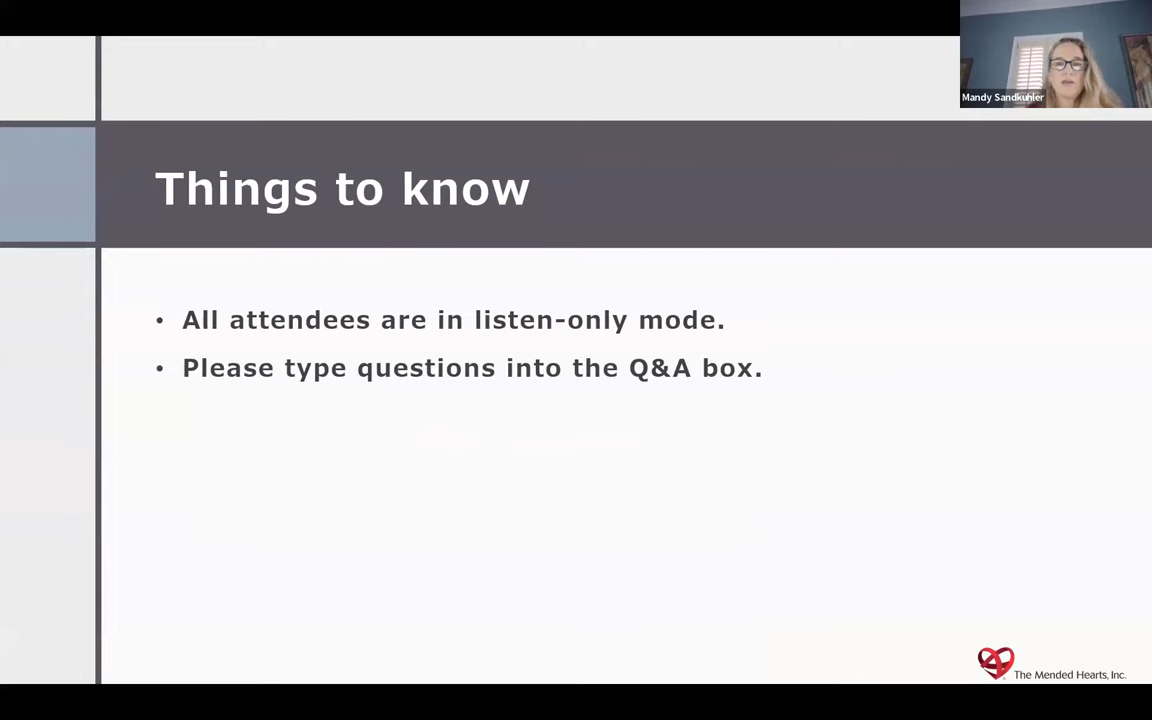 Mandy Sandkuhler
Things to know
• All attendees are in listen-only mode.
• Please type questions into the Q&A box.
The Mended Hearts, Inc.